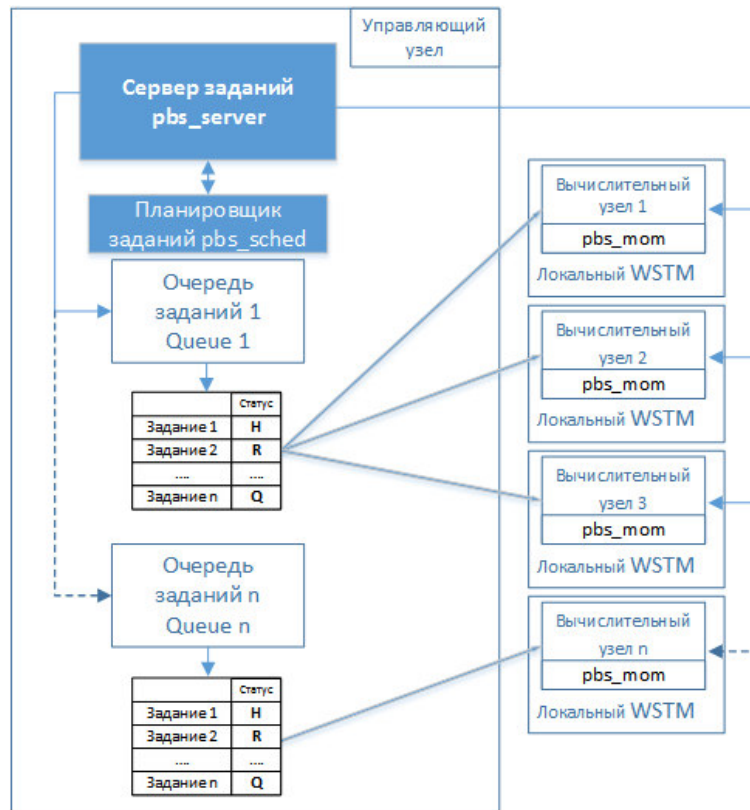 Управляющий
узел
Сервер заданий
pbs_server
Планировщик
заданий pbs_sched
Очередь
заданий 1
Queue 1
Статус
Задание 1 H
Задание 2 R
.... ....
Задание n Q
Очередь
заданий n
Queue n
Статус
Задание 1 H
Задание 2 R
.... ....
Задание n Q
Вычислительный
узел 1
pbs_mom
Локальный WSTM
Вычислительный
узел 2
pbs_mom
Локальный WSTM
Вычислительный
узел 3
pbs_mom
Локальный WSTM
Вычислительный
узел n
pbs_mom
Локальный WSTM